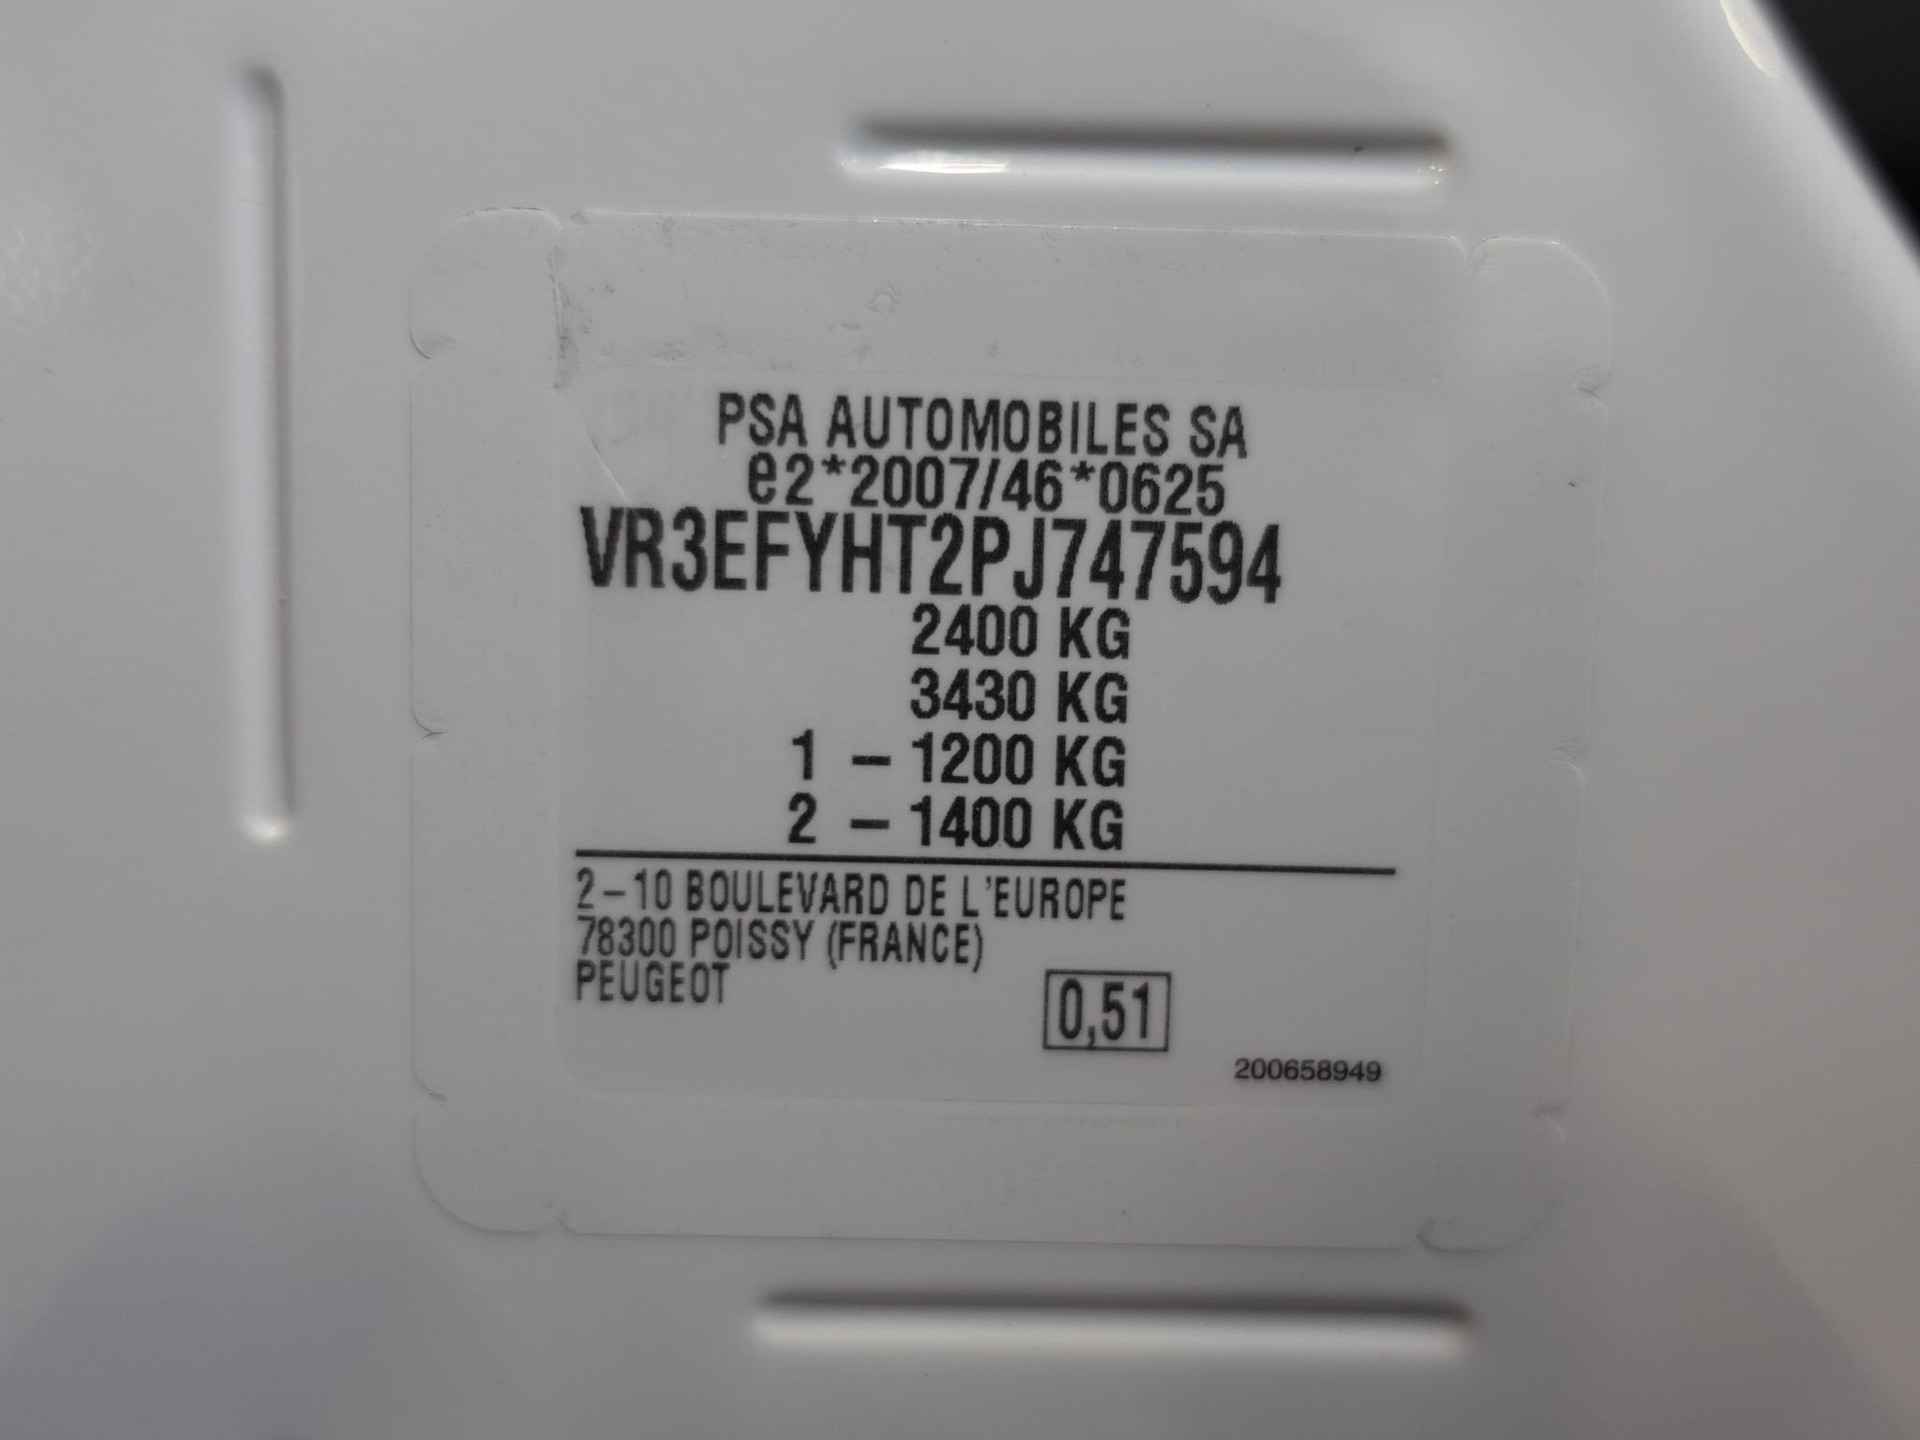 PSA AUTOMOBILES SA
e2*2007/46*0625
VR3EFYHT2PJ747594
2400 KG
3430 KG
1 – 1200 KG
2 – 1400 KG
2–10 BOULEVARD DE L'EUROPE
78300 POISSY (FRANCE)
PEUGEOT
0,51
200658949